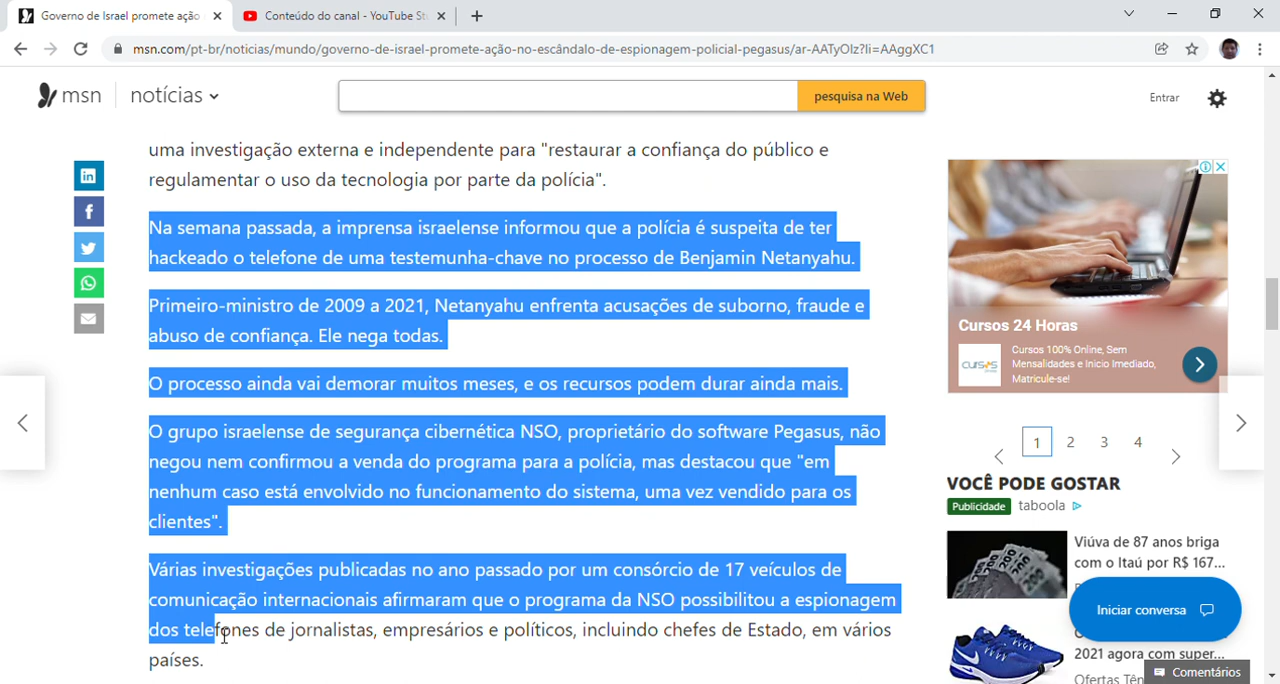 Governo de Israel promete ação
Conteúdo do canal - YouTube St
msn.com/pt-br/noticias/mundo/governo-de-israel-promete-ação-no-escândalo-de-espionagem-policial-pegasus/ar-AATyOIz?li=AAggXC1
msn
notícias
pesquisa na Web
Entrar
uma investigação externa e independente para "restaurar a confiança do público e
regulamentar o uso da tecnologia por parte da polícia".
Na semana passada, a imprensa israelense informou que a polícia é suspeita de ter
hackeado o telefone de uma testemunha-chave no processo de Benjamin Netanyahu.
Primeiro-ministro de 2009 a 2021, Netanyahu enfrenta acusações de suborno, fraude e
abuso de confiança. Ele nega todas.
O processo ainda vai demorar muitos meses, e os recursos podem durar ainda mais.
O grupo israelense de segurança cibernética NSO, proprietário do software Pegasus, não
negou nem confirmou a venda do programa para a polícia, mas destacou que "em
nenhum caso está envolvido no funcionamento do sistema, uma vez vendido para os
clientes".
Várias investigações publicadas no ano passado por um consórcio de 17 veículos de
comunicação internacionais afirmaram que o programa da NSO possibilitou a espionagem
dos telefones de jornalistas, empresários e políticos, incluindo chefes de Estado, em vários
países.
Cursos 24 Horas
CURSOS
Cursos 100% Online, Sem
Mensalidades e Inicio Imediado,
Matricule-se!
1 2 3 4
VOCÊ PODE GOSTAR
Publicidade taboola
Viúva de 87 anos briga
com o Itaú por R$ 167...
Iniciar conversa
2021 agora com super...
Ofertas Tên
Comentários